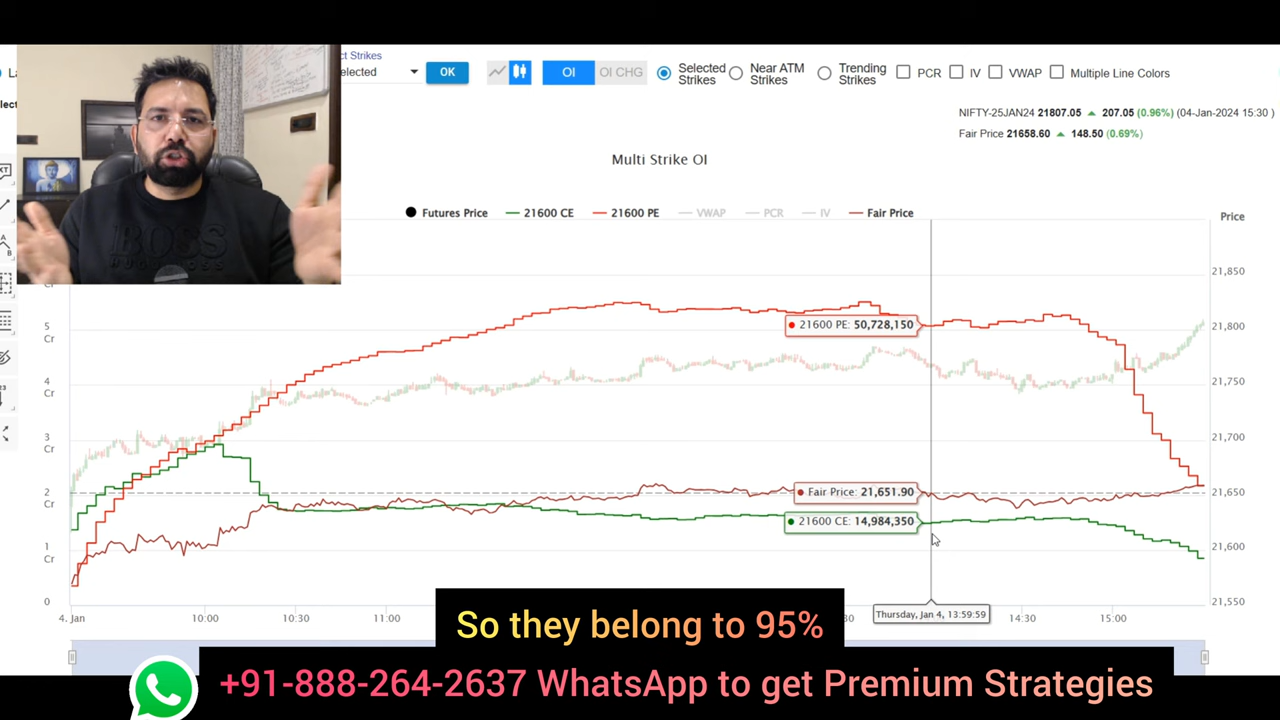 ct Strikes
La
elected
OK
OI
OI CHG
Selected
Strikes
Near ATM
Strikes
Trending
Strikes
PCR
IV
VWAP
Multiple Line Colors
lect
NIFTY-25JAN24 21807.05 ▲ 207.05 (0.96%) (04-Jan-2024 15:30 )
Fair Price 21658.60 ▲ 148.50 (0.69%)
Multi Strike OI
Futures Price
21600 CE
21600 PE
VWAP
PCR
IV
Fair Price
Price
BOSS
HUGO BOSS
21,850
5
Cr
21600 PE: 50,728,150
21,800
4
Cr
21,750
3
Cr
21,700
2
Cr
Fair Price: 21,651.90
21,650
21600 CE: 14,984,350
1
Cr
21,600
0
21,550
4. Jan
10:00
10:30
11:00
:30
Thursday, Jan 4, 13:59:59
14:30
15:00
So they belong to 95%
+91-888-264-2637 WhatsApp to get Premium Strategies